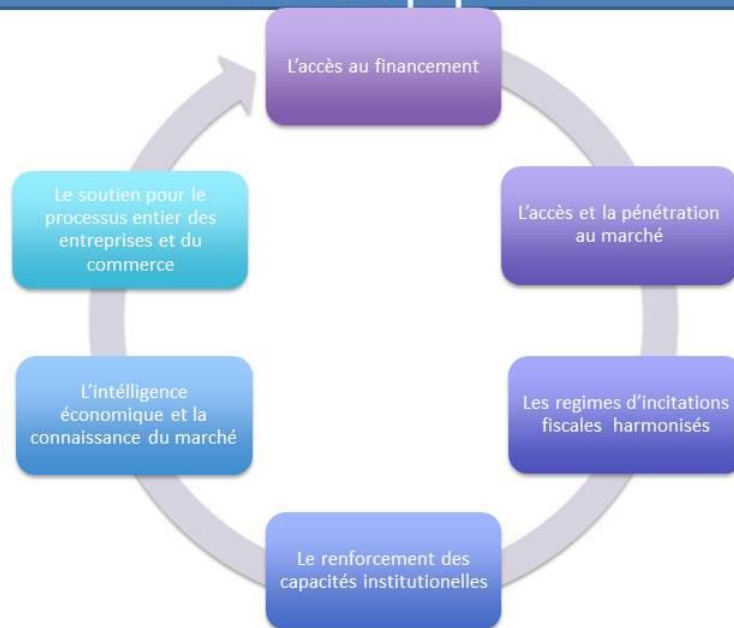 L'accès au financement
L'accès et la pénétration
au marché
Les regimes d'incitations
fiscales harmonisés
Le renforcement des
capacités institutionelles
L'intélligence
économique et la
connaissance du marché
Le soutien pour le
processus entier des
entreprises et du
commerce